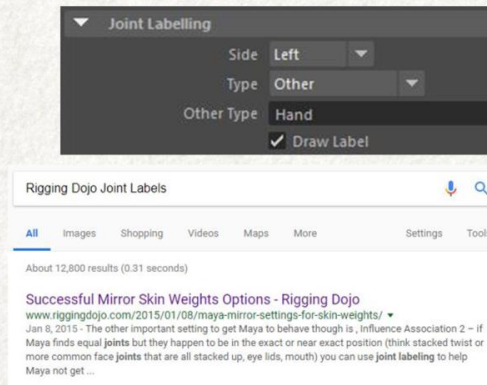 Joint Labelling
Side Left
Type Other
Other Type Hand
Draw Label
Rigging Dojo Joint Labels
All Images Shopping Videos Maps More Settings Tools
About 12,800 results (0.31 seconds)
Successful Mirror Skin Weights Options - Rigging Dojo
www.riggingdojo.com/2015/01/08/maya-mirror-settings-for-skin-weights/
Jan 8, 2015 - The other important setting to get Maya to behave though is , Influence Association 2 – if
Maya finds equal joints but they happen to be in the exact or near exact position (think stacked twist or
more common face joints that are all stacked up, eye lids, mouth) you can use joint labeling to help
Maya not get ...